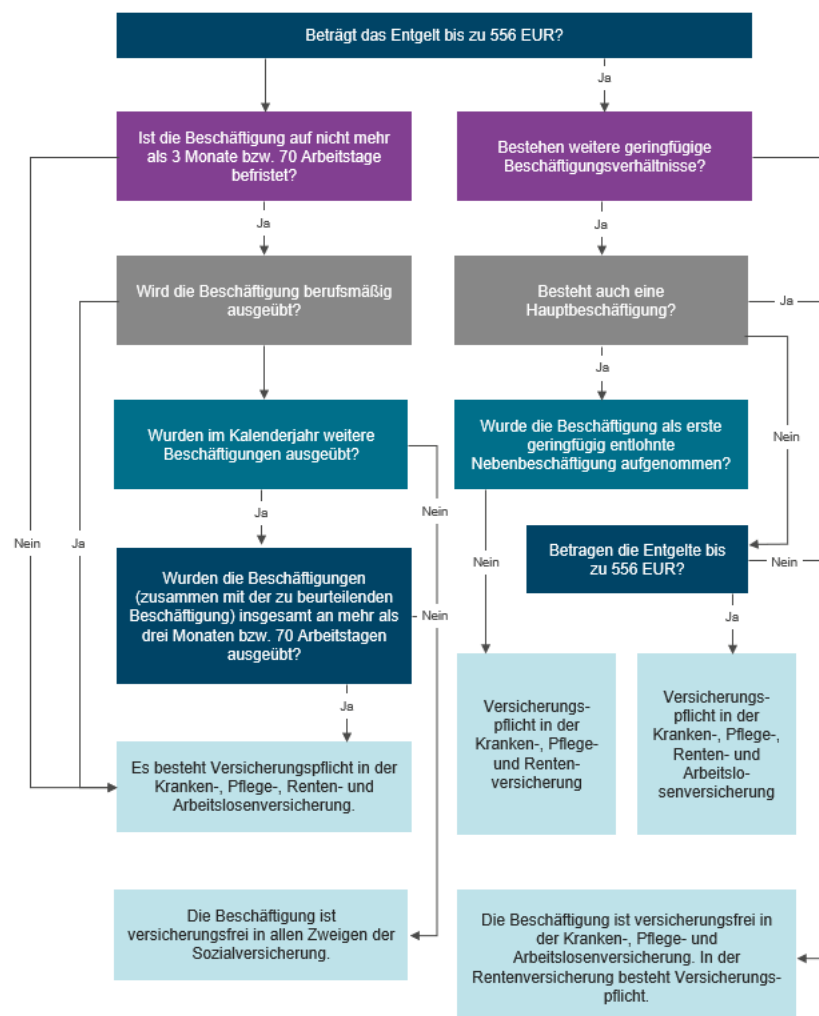 Beträgt das Entgelt bis zu 556 EUR?
Ja
Ist die Beschäftigung auf nicht mehr
als 3 Monate bzw. 70 Arbeitstage
befristet?
Bestehen weitere geringfügige
Beschäftigungsverhältnisse?
Ja
Ja
Wird die Beschäftigung berufsmäßig
ausgeübt?
Besteht auch eine
Hauptbeschäftigung?
Ja
Ja
Wurden im Kalenderjahr weitere
Beschäftigungen ausgeübt?
Wurde die Beschäftigung als erste
geringfügig entlohnte
Nebenbeschäftigung aufgenommen?
Nein
Ja
Nein
Nein
Ja
Wurden die Beschäftigungen
(zusammen mit der zu beurteilenden
Beschäftigung) insgesamt an mehr als
drei Monaten bzw. 70 Arbeitstagen
ausgeübt?
Nein
Nein
Betragen die Entgelte bis
zu 556 EUR?
Nein
Ja
Ja
Versicherungs-
pflicht in der
Kranken-, Pflege-
und Renten-
versicherung
Versicherungs-
pflicht in der
Kranken-, Pflege-,
Renten- und
Arbeitslo-
senversicherung
Es besteht Versicherungspflicht in der
Kranken-, Pflege-, Renten- und
Arbeitslosenversicherung.
Die Beschäftigung ist
versicherungsfrei in allen Zweigen der
Sozialversicherung.
Die Beschäftigung ist versicherungsfrei in
der Kranken-, Pflege- und
Arbeitslosenversicherung. In der
Rentenversicherung besteht Versicherungs-
pflicht.